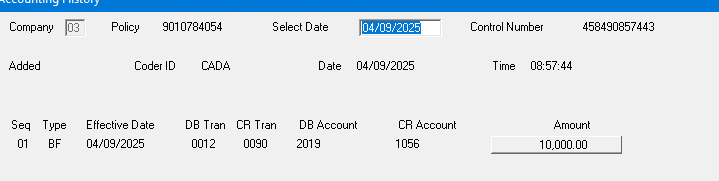 Accounting History
Company 03 Policy 9010784054 Select Date 04/09/2025 Control Number 458490857443
Added Coder ID CADA Date 04/09/2025 Time 08:57:44
Seq Type Effective Date DB Tran CR Tran DB Account CR Account Amount
01 BF 04/09/2025 0012 0090 2019 1056 10,000.00